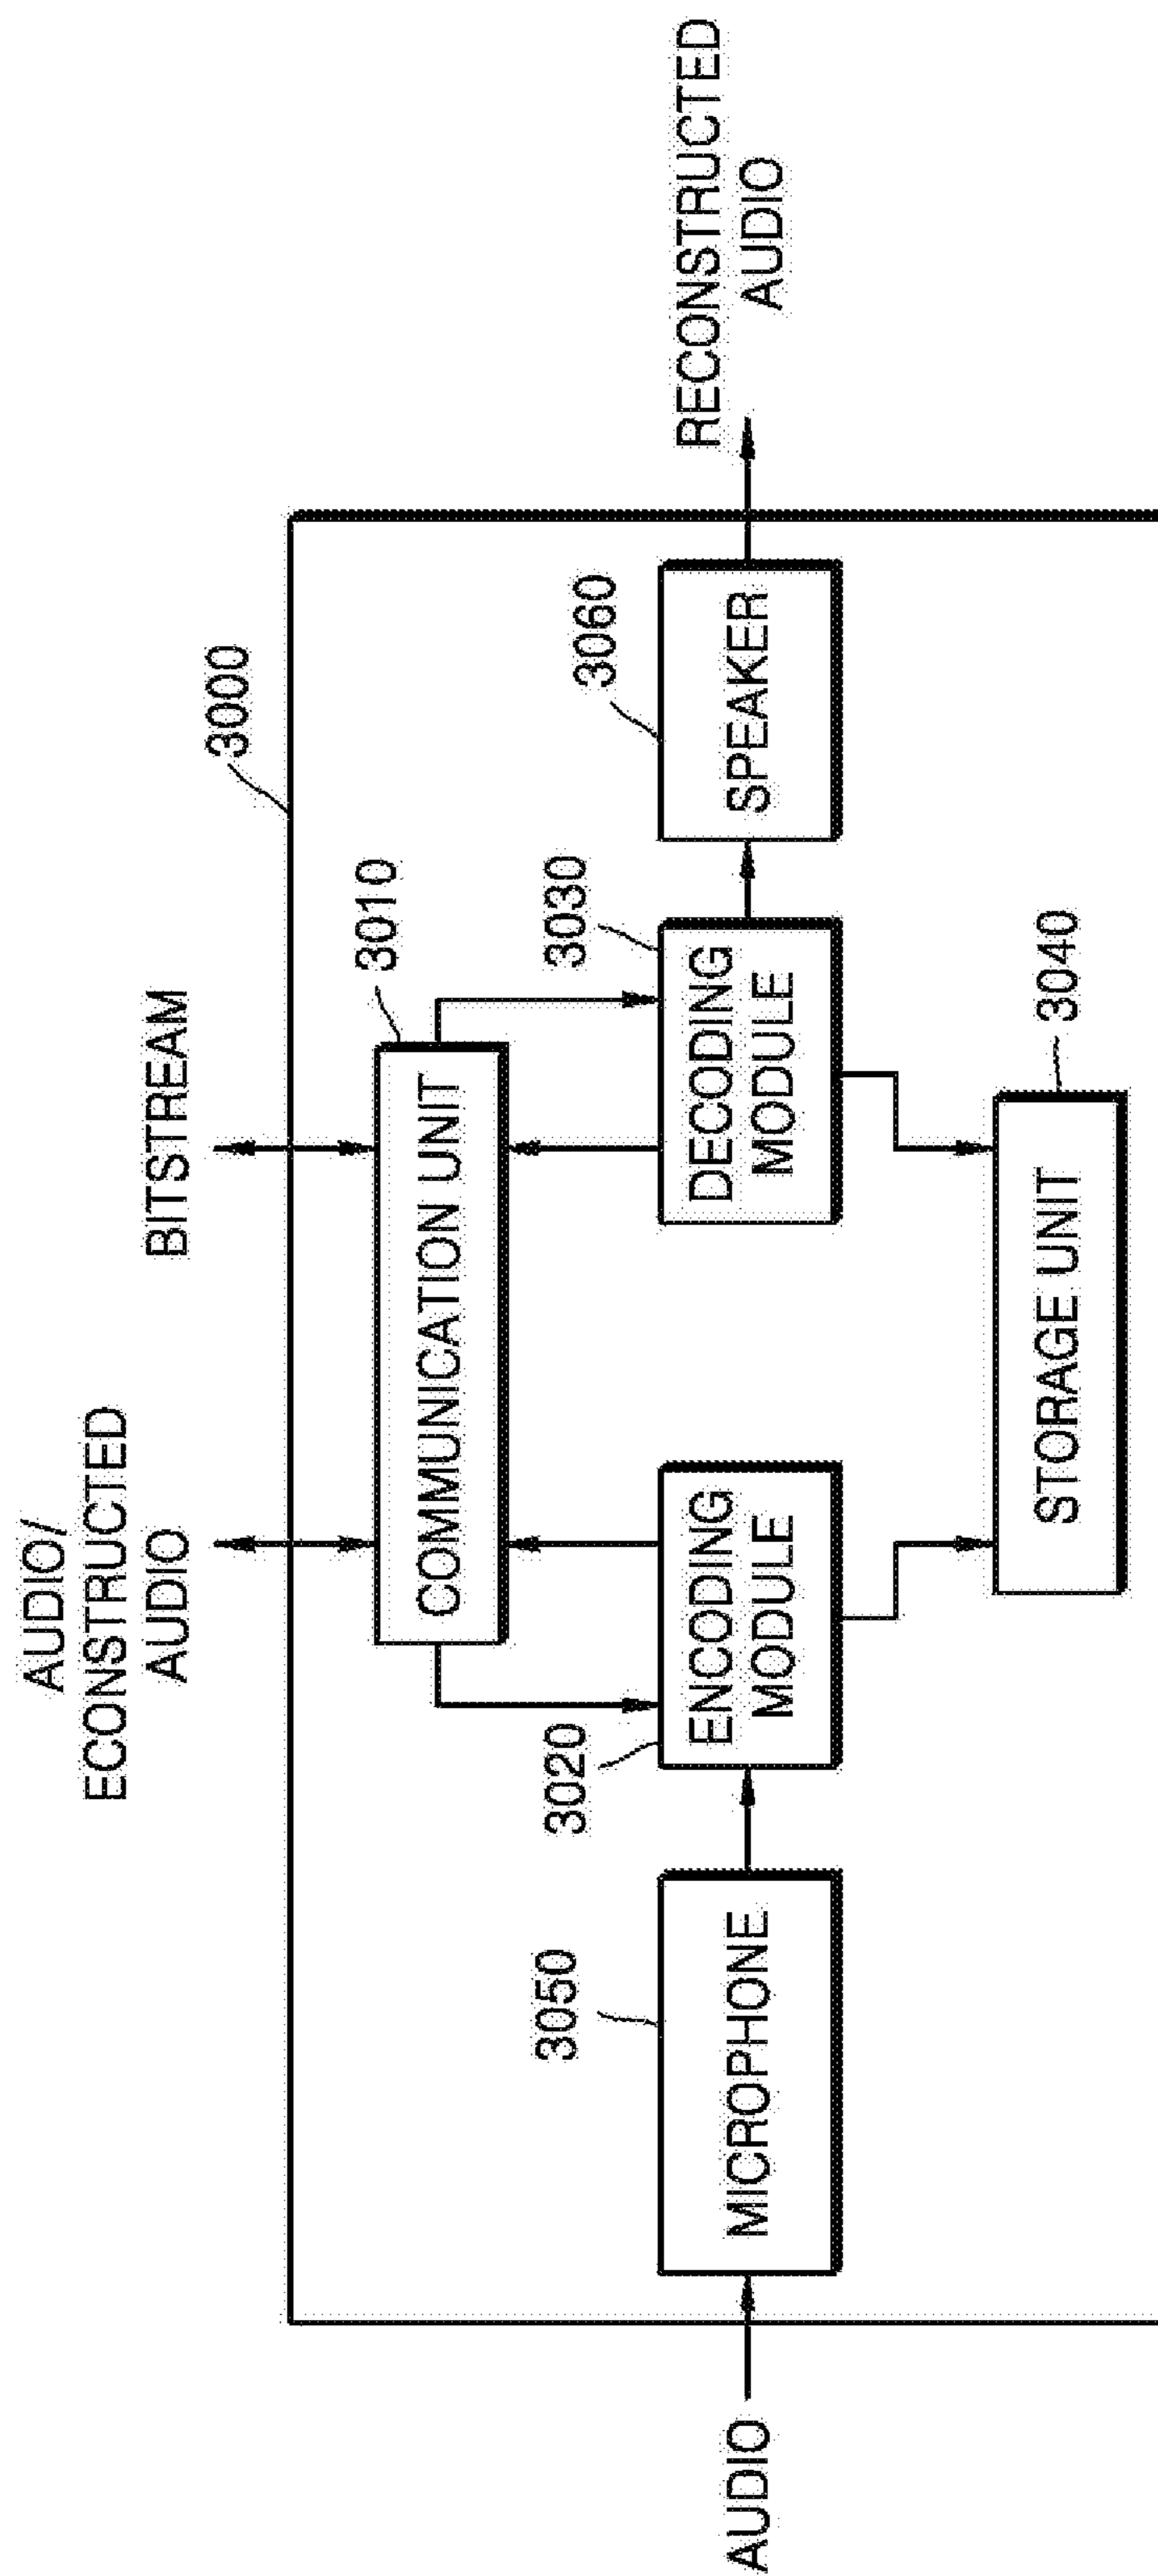 AUDIO/
ECONSTRUCTED
AUDIO
BITSTREAM
3000
3010
COMMUNICATION UNIT
3050
3020
3030
3060
AUDIO
MICROPHONE
ENCODING
MODULE
DECODING
MODULE
SPEAKER
RECONSTRUCTED
AUDIO
STORAGE UNIT
3040